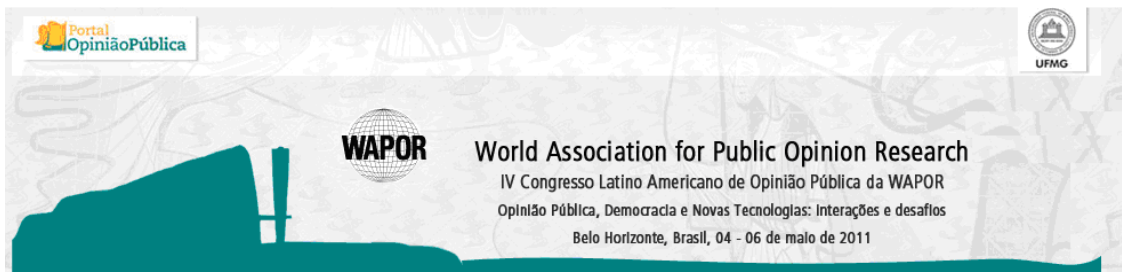 Portal
OpiniãoPública
UFMG
WAPOR
World Association for Public Opinion Research
IV Congresso Latino Americano de Opinião Pública da WAPOR
Opinião Pública, Democracia e Novas Tecnologias: Interações e desafios
Belo Horizonte, Brasil, 04 - 06 de maio de 2011